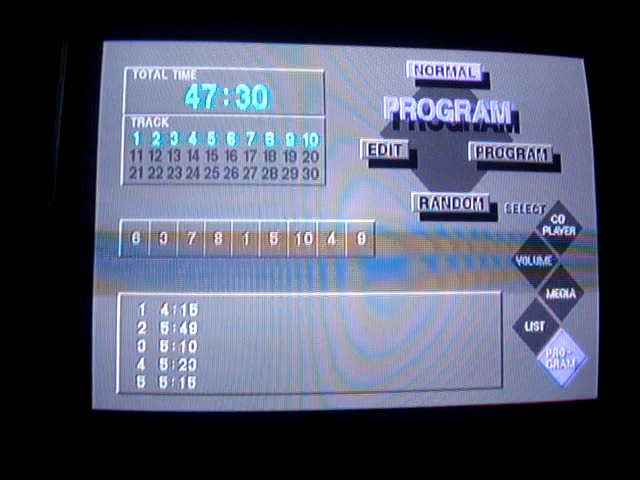 TOTAL TIME
47:30
TRACK
1 2 3 4 5 6 7 8 9 10
11 12 13 14 15 16 17 18 19 20
21 22 23 24 25 26 27 28 29 30
NORMAL
PROGRAM
EDIT
PROGRAM
RANDOM
SELECT
CD
PLAYER
VOLUME
MEDIA
LIST
PRO-
GRAM
6 3 7 8 1 5 10 4 9
1 4:15
2 5:49
3 5:10
4 5:23
5 5:15